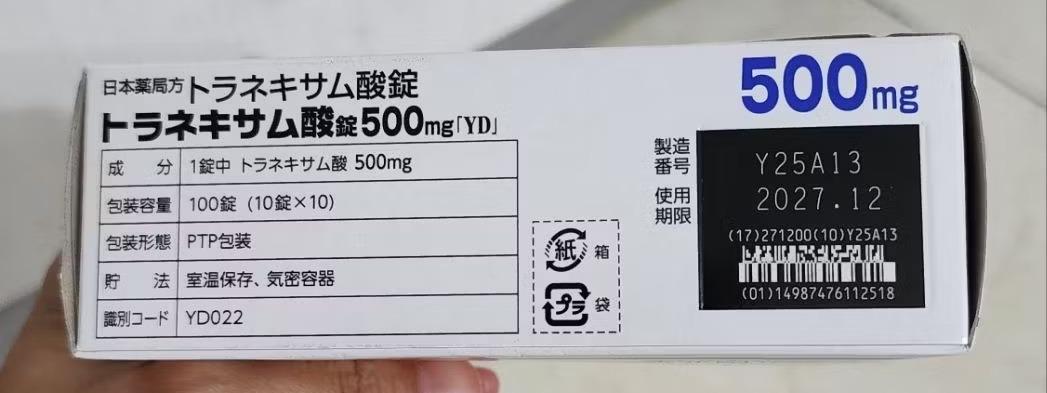 日本薬局方 トラネキサム酸錠
トラネキサム酸錠500mg「YD」
成 分 1錠中 トラネキサム酸 500mg
包装容量 100錠 (10錠×10)
包装形態 PTP包装
貯 法 室温保存、気密容器
識別コード YD022
紙 箱
プラ 袋
500mg
製造番号 Y25A13
使用期限 2027.12
(17)271200(10)Y25A13
(01)14987476112518